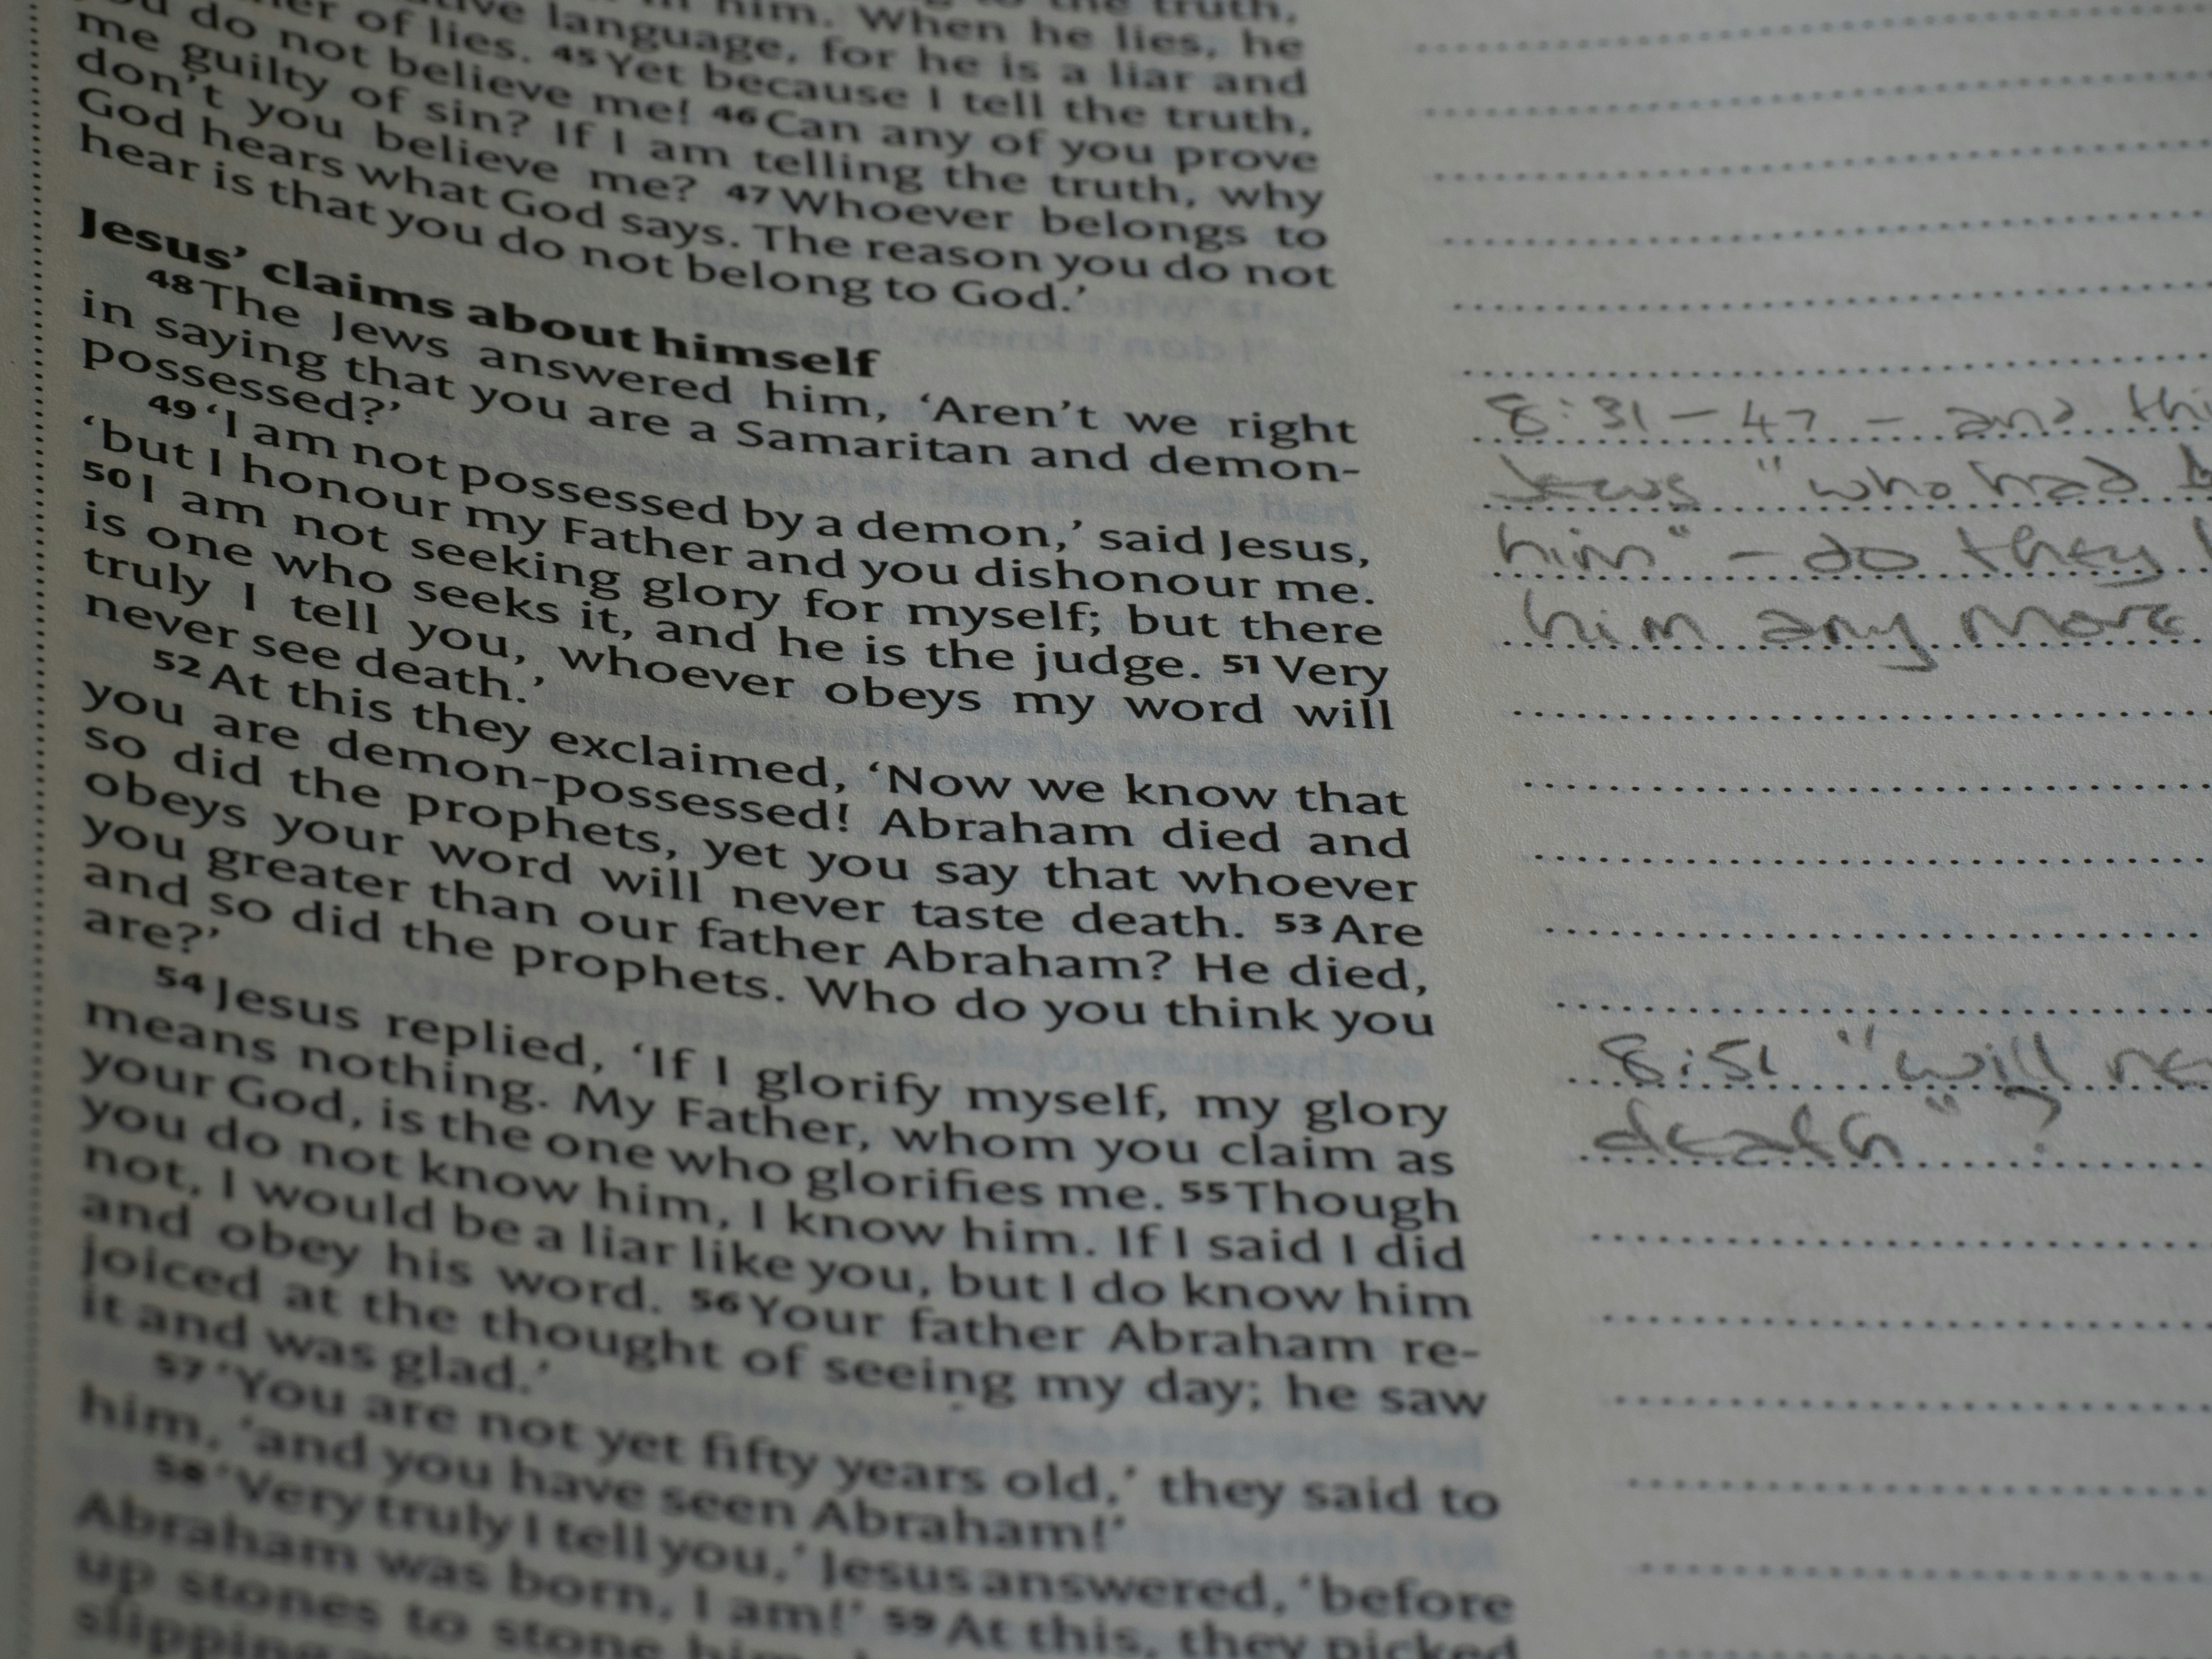 to the truth,
in him. When he lies, he
language, for he is a liar and
of lies. 45 Yet because I tell the truth,
do not believe me! 46 Can any of you prove
me guilty of sin? If I am telling the truth, why
don't you believe me? 47 Whoever belongs to
God hears what God says. The reason you do not
hear is that you do not belong to God.'
Jesus' claims about himself
48 The Jews answered him, 'Aren't we right
in saying that you are a Samaritan and demon-
possessed?'
49 'I am not possessed by a demon,' said Jesus,
'but I honour my Father and you dishonour me.
50 I am not seeking glory for myself; but there
is one who seeks it, and he is the judge. 51 Very
truly I tell you, whoever obeys my word will
never see death.'
52 At this they exclaimed, 'Now we know that
you are demon-possessed! Abraham died and
so did the prophets, yet you say that whoever
obeys your word will never taste death. 53 Are
you greater than our father Abraham? He died,
and so did the prophets. Who do you think you
are?'
54 Jesus replied, 'If I glorify myself, my glory
means nothing. My Father, whom you claim as
your God, is the one who glorifies me. 55 Though
you do not know him, I know him. If I said I did
not, I would be a liar like you, but I do know him
and obey his word. 56 Your father Abraham re-
joiced at the thought of seeing my day; he saw
it and was glad.'
57 'You are not yet fifty years old,' they said to
him, 'and you have seen Abraham!'
58 'Very truly I tell you,' Jesus answered, 'before
Abraham was born, I am!' 59 At this, they picked
up stones to stone
slipping
8:31-47 - and
Jews "who had
him" - do they
him any more
8:51 "will
death"?